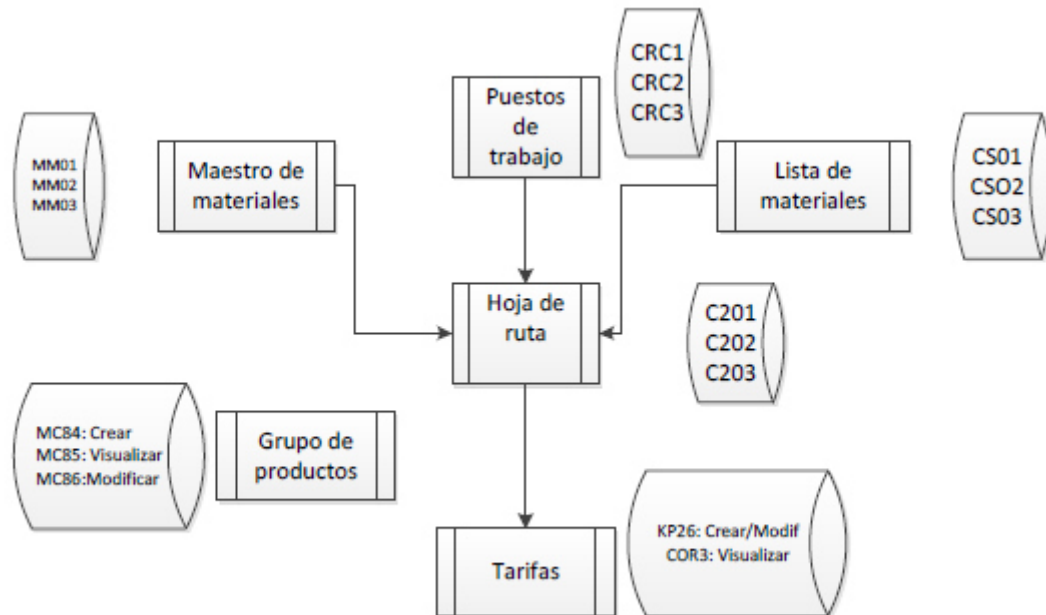 CRC1
CRC2
CRC3
Puestos
de
trabajo
MM01
MM02
MM03
Maestro de
materiales
Lista de
materiales
CS01
CSO2
CS03
Hoja de
ruta
C201
C202
C203
MC84: Crear
MC85: Visualizar
MC86:Modificar
Grupo de
productos
Tarifas
KP26: Crear/Modif
COR3: Visualizar